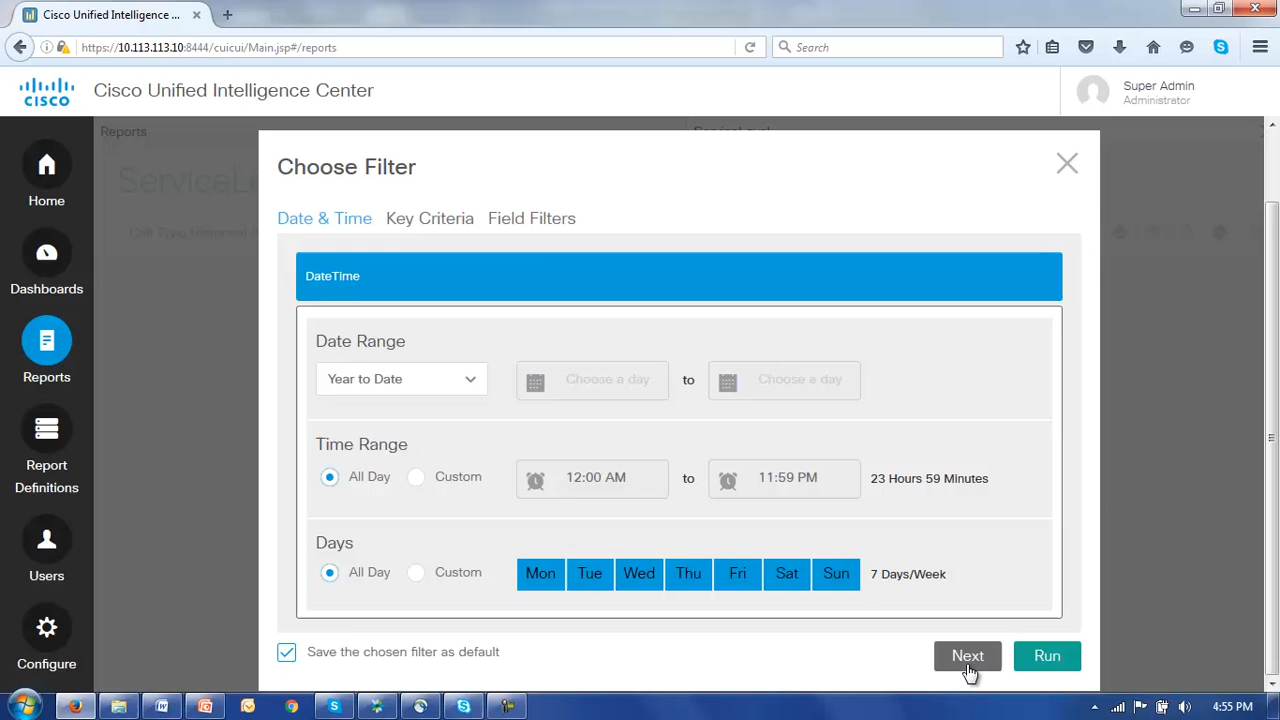 Cisco Unified Intelligence ...
https://10.113.113.10:8444/cuicui/Main.jsp#/reports
Search
CISCO
Cisco Unified Intelligence Center
Super Admin
Administrator
Reports
ServiceLevel
Home
Dashboards
Reports
Report
Definitions
Users
Configure
Choose Filter
Date & Time Key Criteria Field Filters
DateTime
Date Range
Year to Date
Choose a day
to
Choose a day
Time Range
All Day
Custom
12:00 AM
to
11:59 PM
23 Hours 59 Minutes
Days
All Day
Custom
Mon Tue Wed Thu Fri Sat Sun
7 Days/Week
Save the chosen filter as default
Next
Run
4:55 PM